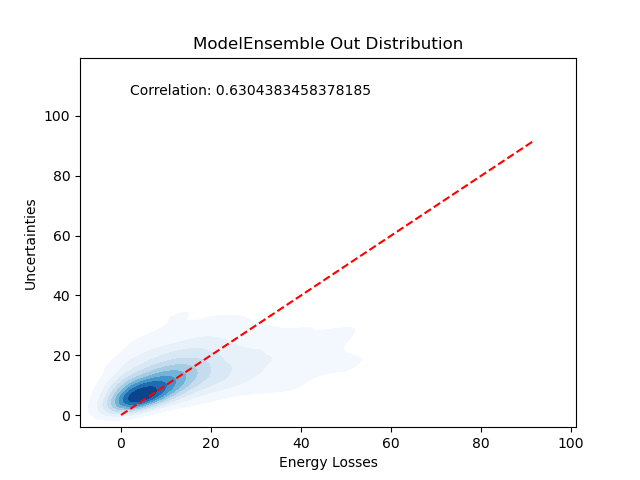 ModelEnsemble Out Distribution
Correlation: 0.6304383458378185
100
80
60
40
20
0
Uncertainties
0 20 40 60 80 100
Energy Losses